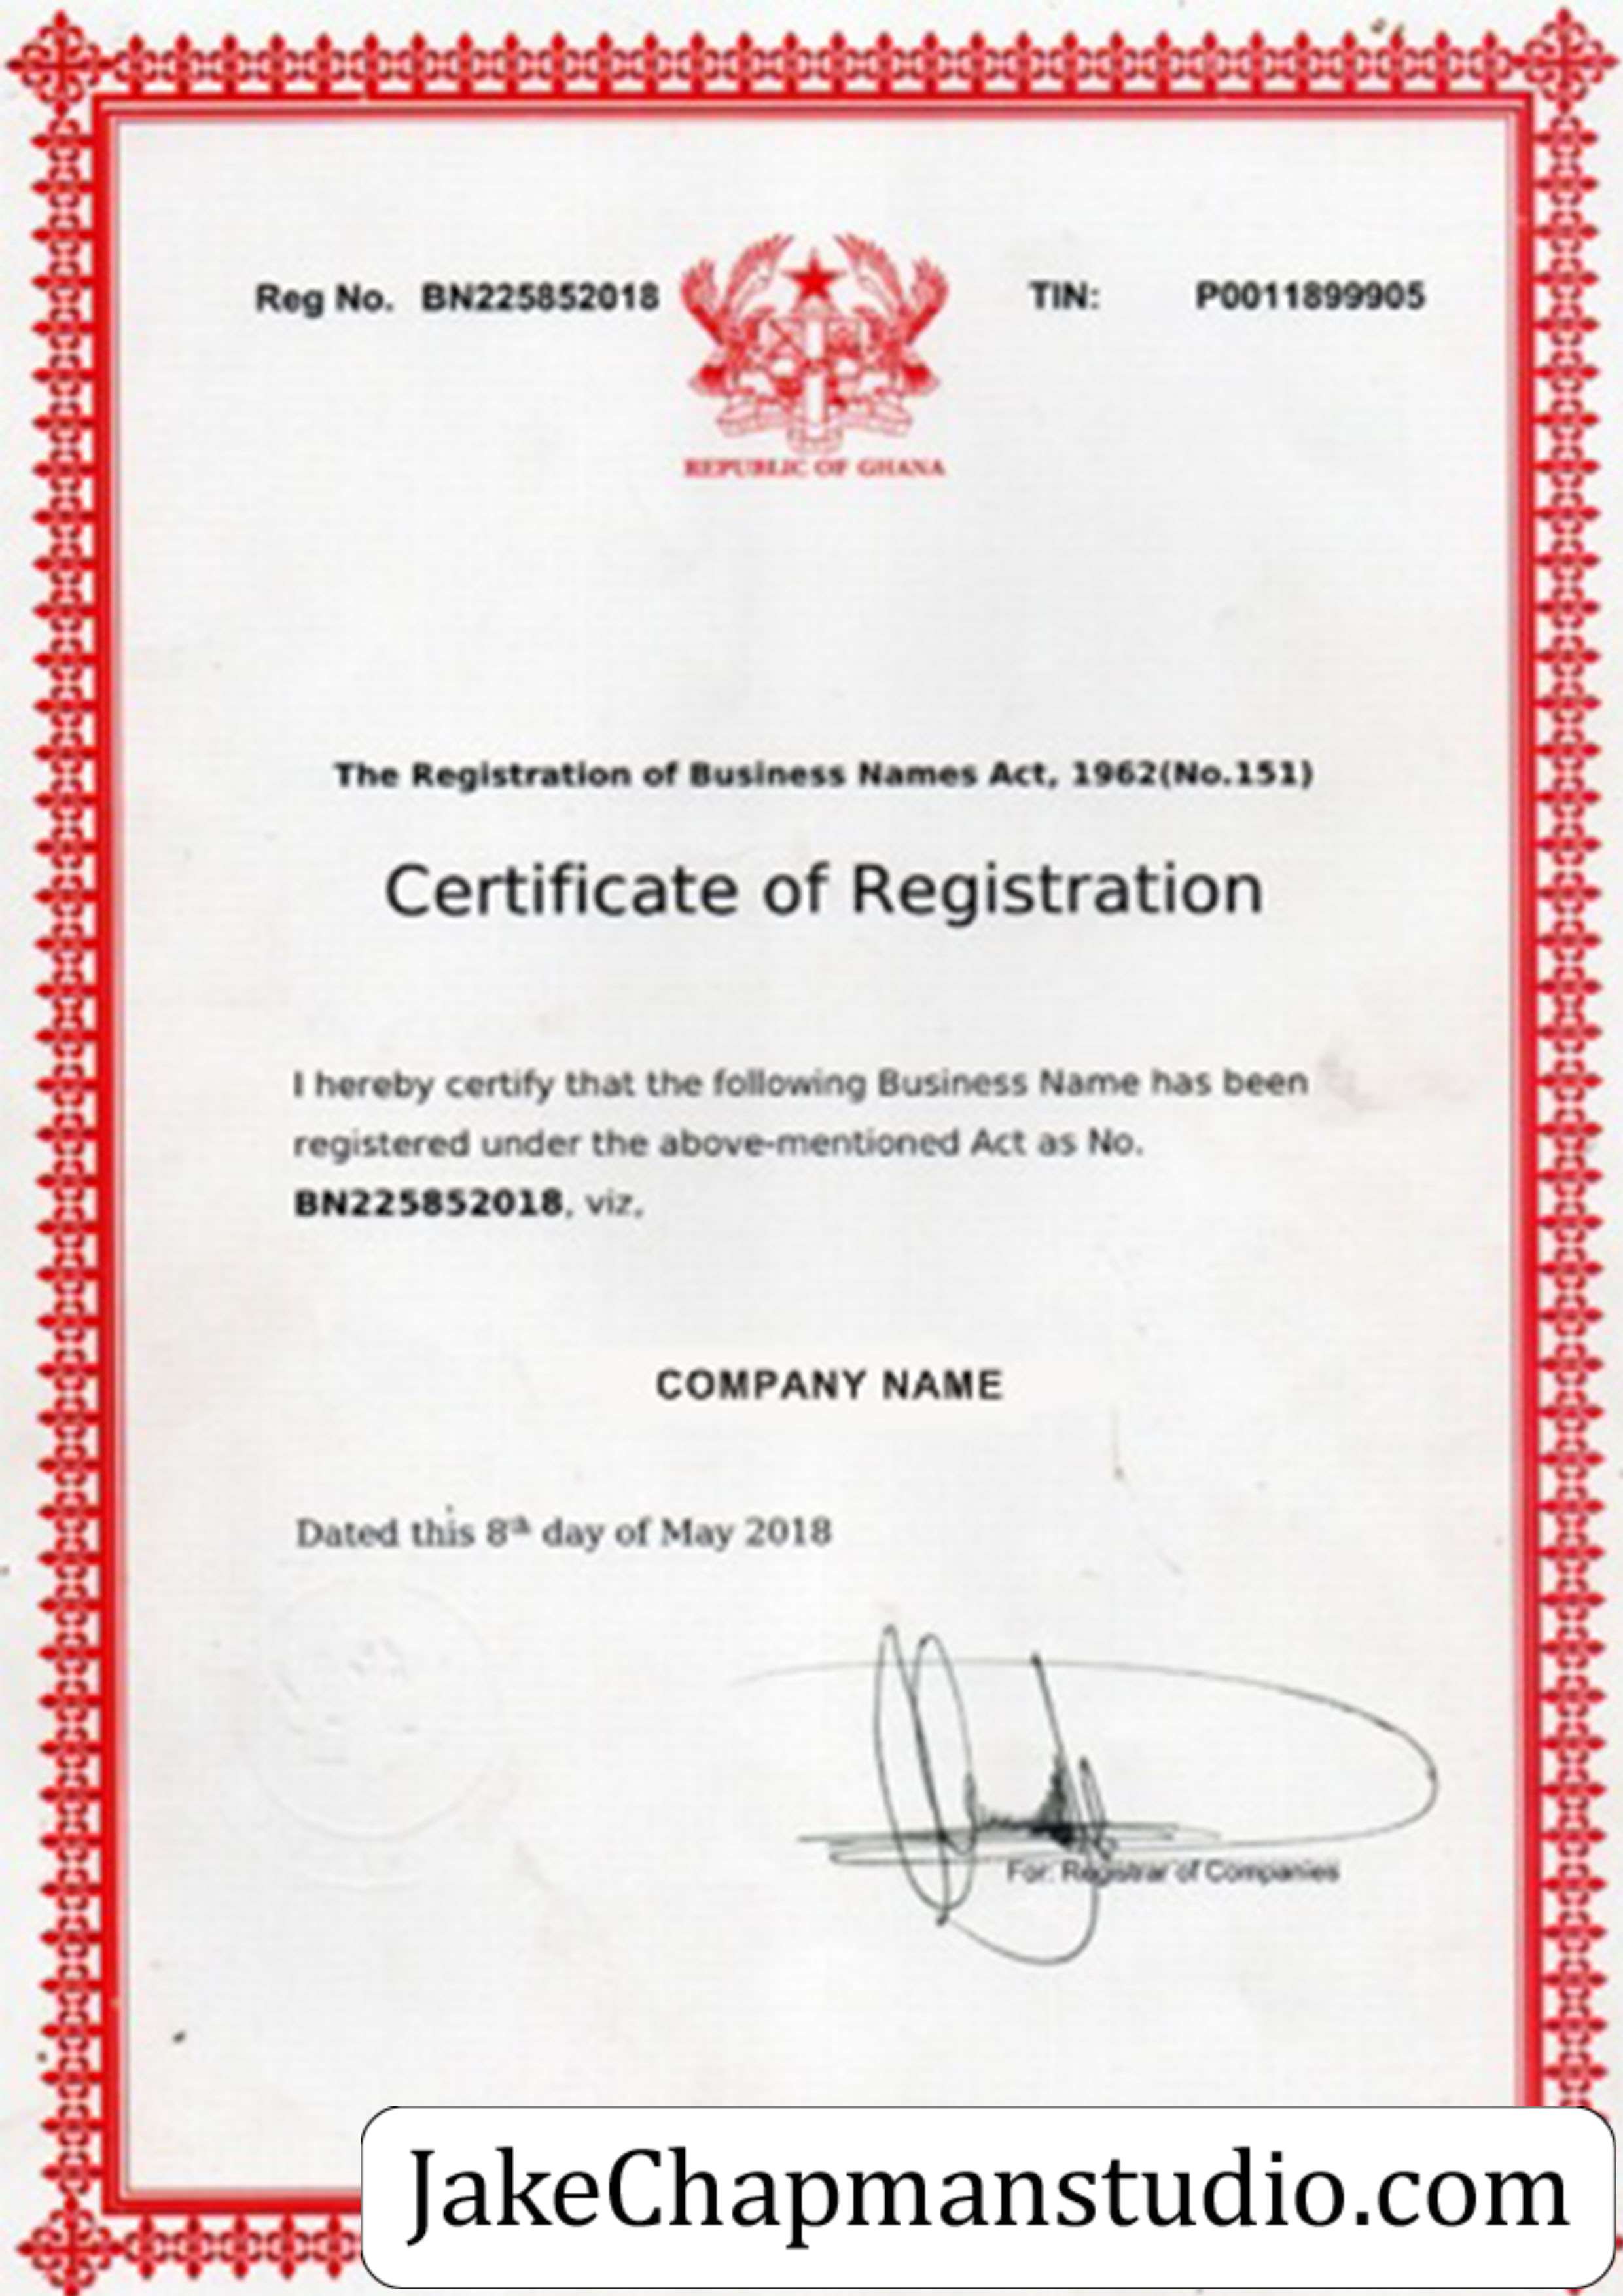 Reg No. BN225852018
TIN: P0011899905
REPUBLIC OF GHANA
The Registration of Business Names Act, 1962(No.151)
Certificate of Registration
I hereby certify that the following Business Name has been
registered under the above-mentioned Act as No.
BN225852018, viz,
COMPANY NAME
Dated this 8th day of May 2018
For: Registrar of Companies
JakeChapmanstudio.com